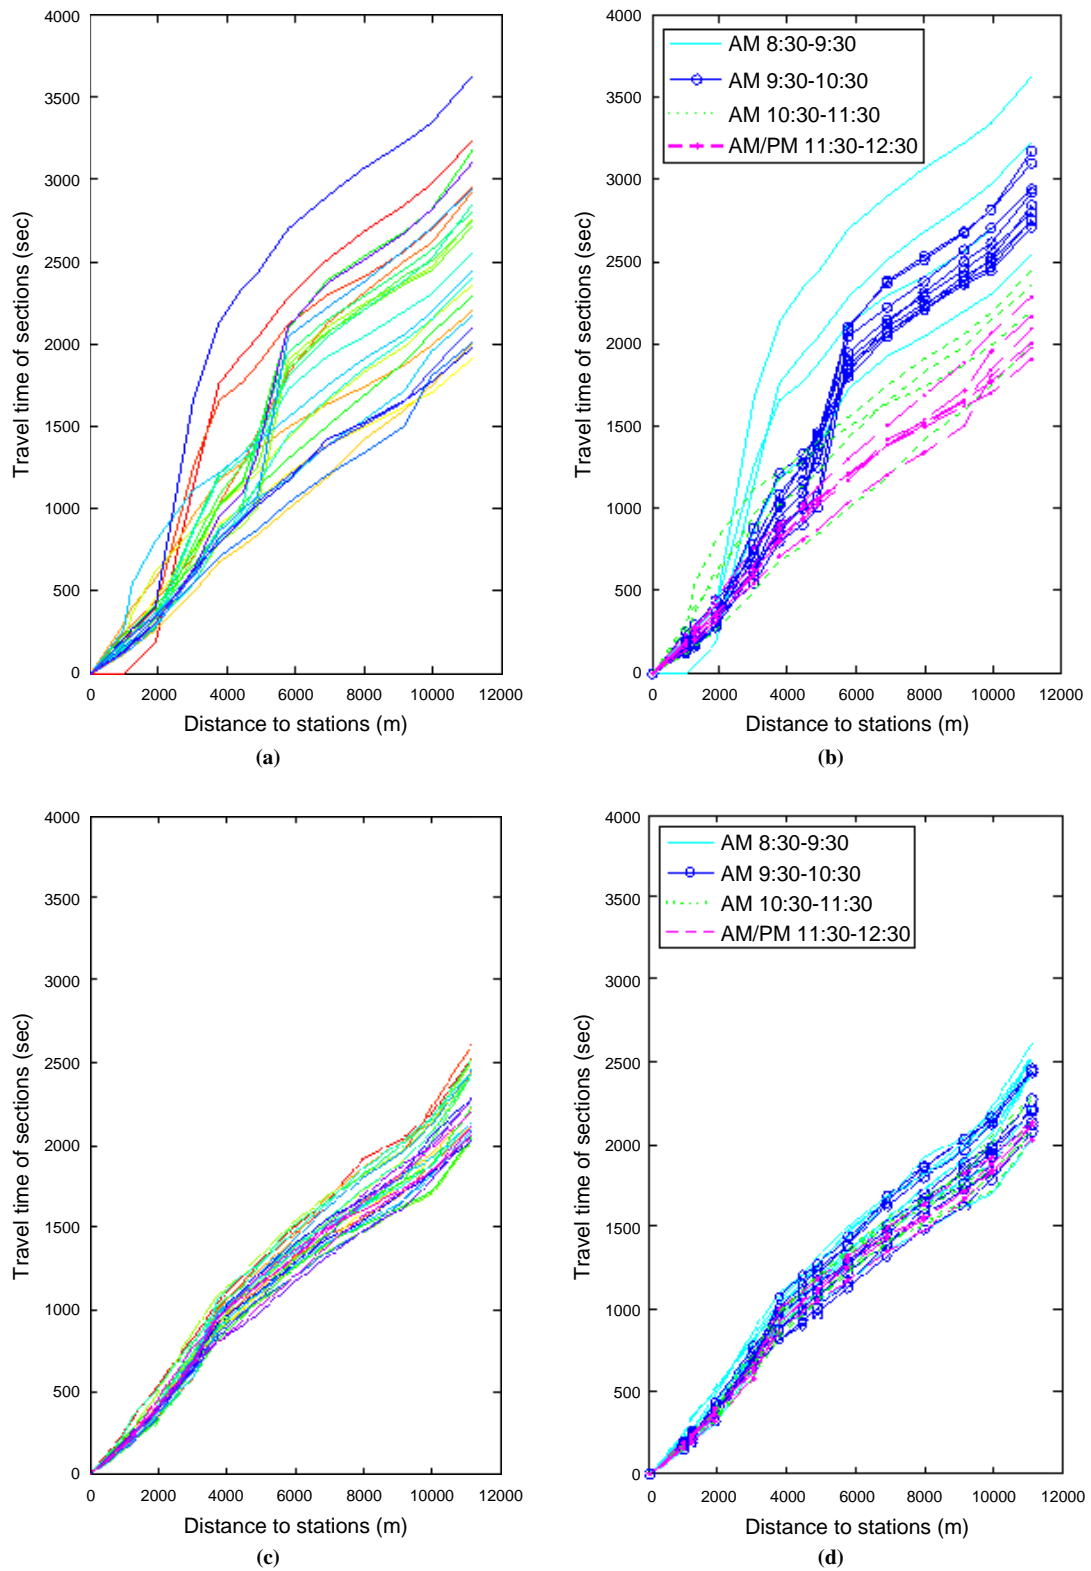 4000
3500
3000
2500
2000
1500
1000
500
0
0 2000 4000 6000 8000 10000 12000
Travel time of sections (sec)
Distance to stations (m)
(a)
4000
3500
3000
2500
2000
1500
1000
500
0
0 2000 4000 6000 8000 10000 12000
Travel time of sections (sec)
AM 8:30-9:30
AM 9:30-10:30
AM 10:30-11:30
AM/PM 11:30-12:30
Distance to stations (m)
(b)
4000
3500
3000
2500
2000
1500
1000
500
0
0 2000 4000 6000 8000 10000 12000
Travel time of sections (sec)
Distance to stations (m)
(c)
4000
3500
3000
2500
2000
1500
1000
500
0
0 2000 4000 6000 8000 10000 12000
Travel time of sections (sec)
AM 8:30-9:30
AM 9:30-10:30
AM 10:30-11:30
AM/PM 11:30-12:30
Distance to stations (m)
(d)